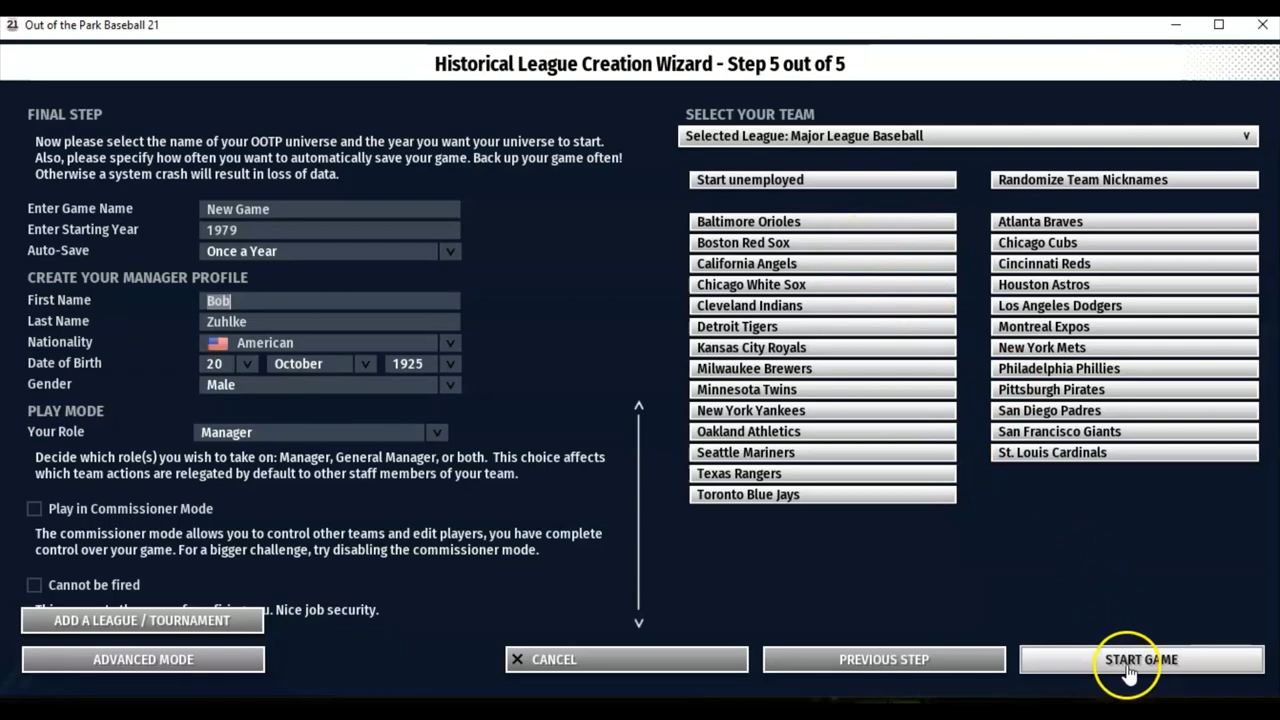 21 Out of the Park Baseball 21
Historical League Creation Wizard - Step 5 out of 5
FINAL STEP
Now please select the name of your OOTP universe and the year you want your universe to start.
Also, please specify how often you want to automatically save your game. Back up your game often!
Otherwise a system crash will result in loss of data.
Enter Game Name New Game
Enter Starting Year 1979
Auto-Save Once a Year
CREATE YOUR MANAGER PROFILE
First Name Bob
Last Name Zuhlke
Nationality American
Date of Birth 20 October 1925
Gender Male
PLAY MODE
Your Role Manager
Decide which role(s) you wish to take on: Manager, General Manager, or both. This choice affects
which team actions are relegated by default to other staff members of your team.
Play in Commissioner Mode
The commissioner mode allows you to control other teams and edit players, you have complete
control over your game. For a bigger challenge, try disabling the commissioner mode.
Cannot be fired
u. Nice job security.
ADD A LEAGUE / TOURNAMENT
ADVANCED MODE
SELECT YOUR TEAM
Selected League: Major League Baseball
Start unemployed
Randomize Team Nicknames
Baltimore Orioles
Boston Red Sox
California Angels
Chicago White Sox
Cleveland Indians
Detroit Tigers
Kansas City Royals
Milwaukee Brewers
Minnesota Twins
New York Yankees
Oakland Athletics
Seattle Mariners
Texas Rangers
Toronto Blue Jays
Atlanta Braves
Chicago Cubs
Cincinnati Reds
Houston Astros
Los Angeles Dodgers
Montreal Expos
New York Mets
Philadelphia Phillies
Pittsburgh Pirates
San Diego Padres
San Francisco Giants
St. Louis Cardinals
CANCEL
PREVIOUS STEP
START GAME